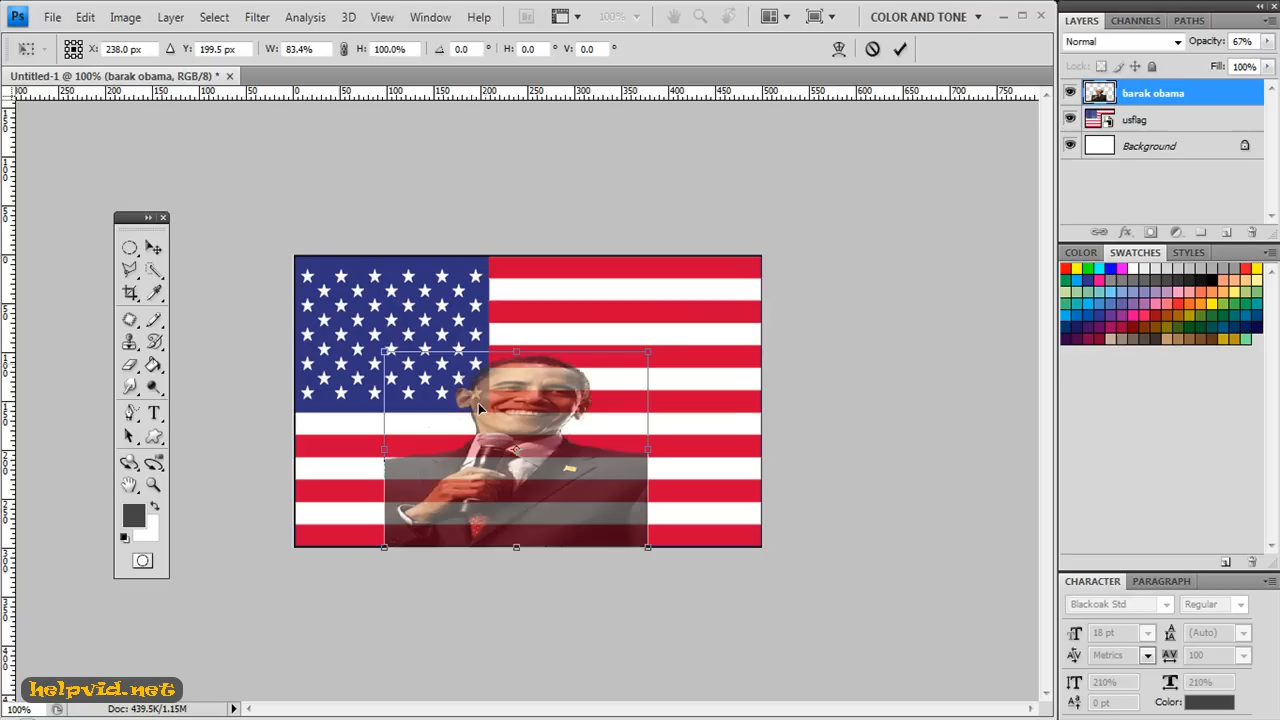 Ps File Edit Image Layer Select Filter Analysis 3D View Window Help Br 100% COLOR AND TONE
X: 238.0 px Y: 199.5 px W: 83.4% H: 100.0% 0.0 ° H: 0.0 ° V: 0.0 °
Untitled-1 @ 100% (barak obama, RGB/8) *
LAYERS CHANNELS PATHS
Normal Opacity: 67%
Lock: Fill: 100%
barak obama
usflag
Background
COLOR SWATCHES STYLES
CHARACTER PARAGRAPH
Blackoak Std Regular
18 pt (Auto)
Metrics 100
210% 210%
0 pt Color:
helpvid.net
100% Doc: 439.5K/1.15M